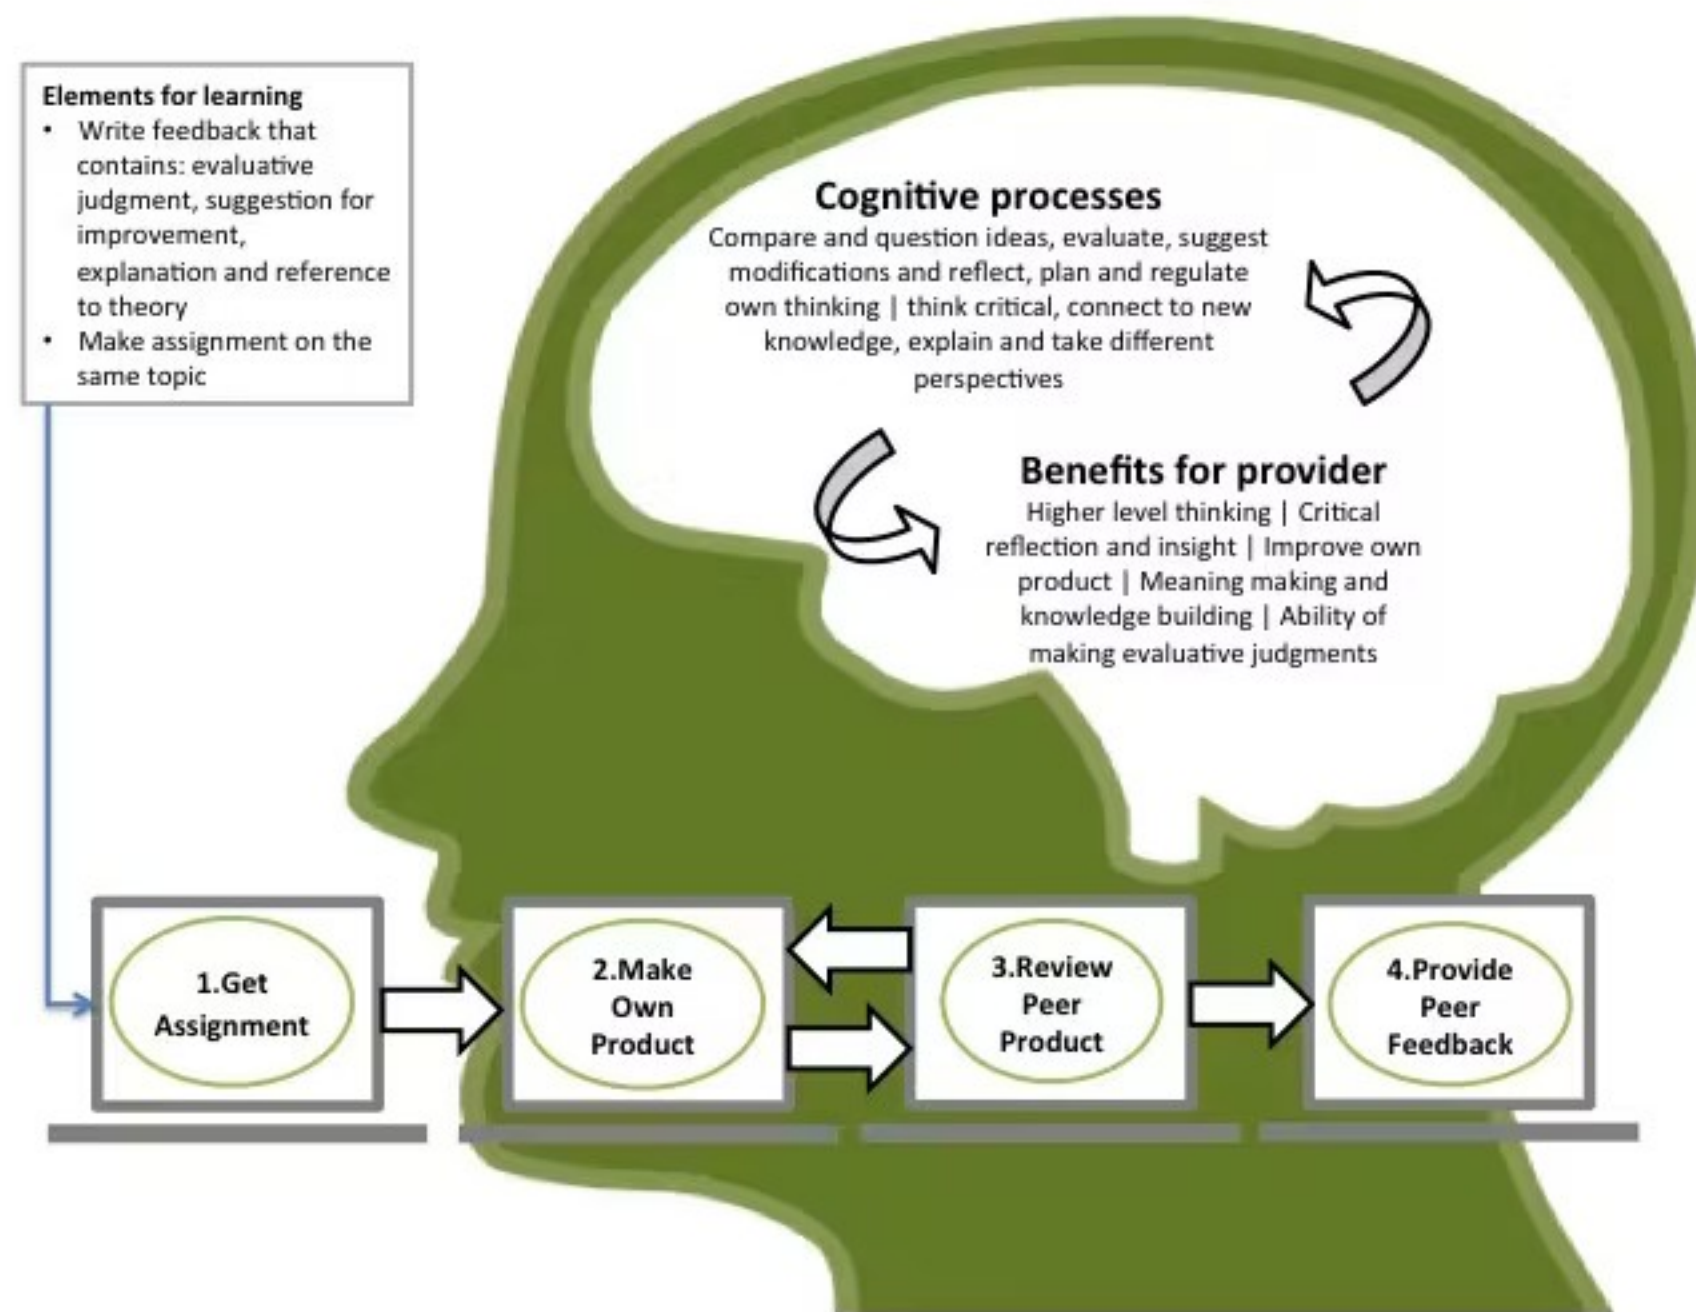 Elements for learning
• Write feedback that
contains: evaluative
judgment, suggestion for
improvement,
explanation and reference
to theory
• Make assignment on the
same topic
Cognitive processes
Compare and question ideas, evaluate, suggest
modifications and reflect, plan and regulate
own thinking | think critical, connect to new
knowledge, explain and take different
perspectives
Benefits for provider
Higher level thinking | Critical
reflection and insight | Improve own
product | Meaning making and
knowledge building | Ability of
making evaluative judgments
1.Get
Assignment
2.Make
Own
Product
3.Review
Peer
Product
4.Provide
Peer
Feedback